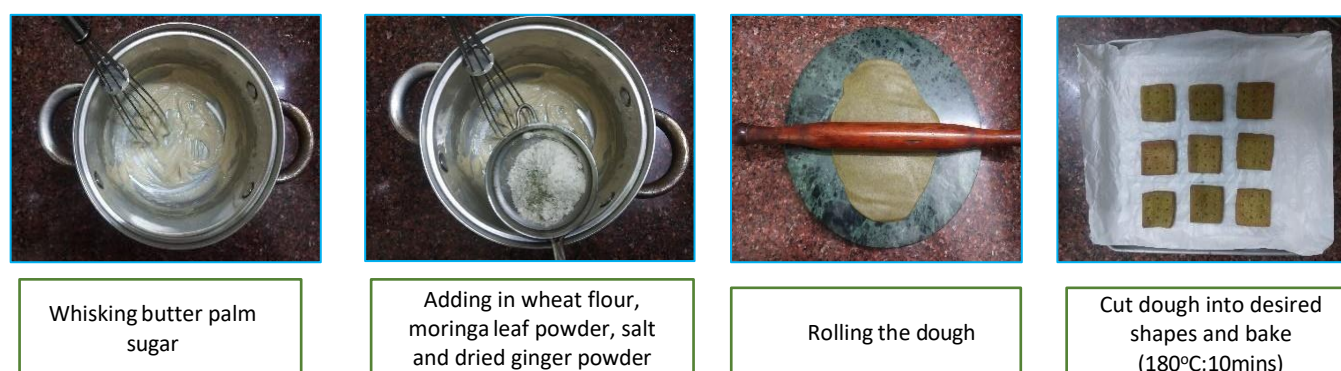 Whisking butter palm
sugar
Adding in wheat flour,
moringa leaf powder, salt
and dried ginger powder
Rolling the dough
Cut dough into desired
shapes and bake
(180°C:10mins)